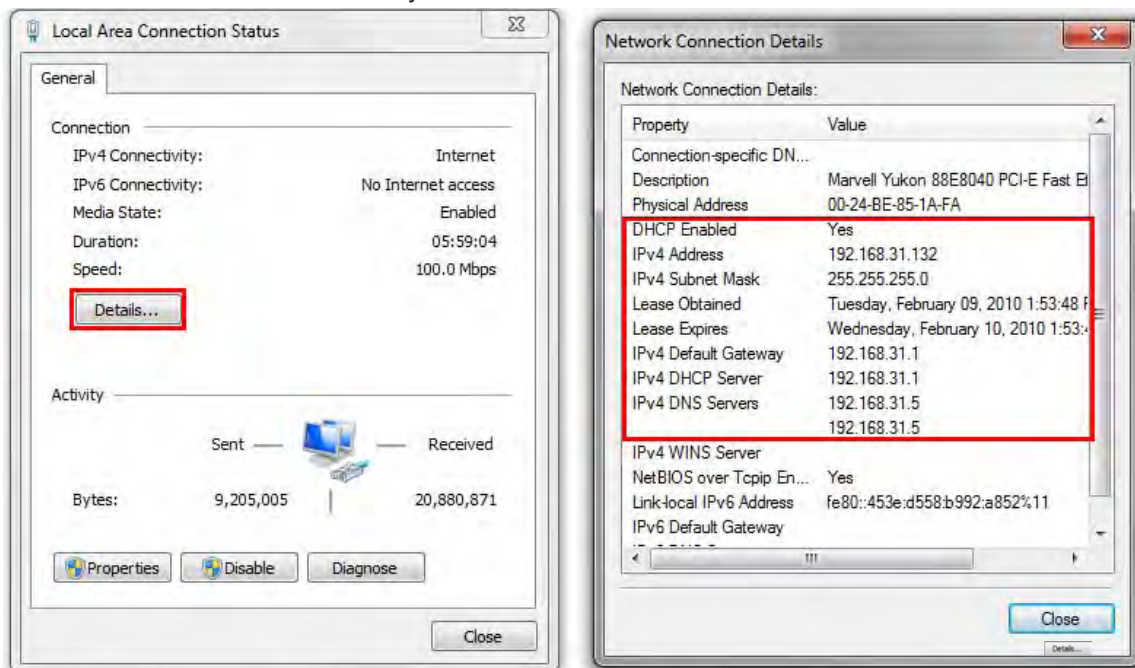 Local Area Connection Status
General
Connection
IPv4 Connectivity: Internet
IPv6 Connectivity: No Internet access
Media State: Enabled
Duration: 05:59:04
Speed: 100.0 Mbps
Details...
Activity
Sent Received
Bytes: 9,205,005 20,880,871
Properties Disable Diagnose
Close
Network Connection Details
Network Connection Details:
Property Value
Connection-specific DN...
Description Marvell Yukon 88E8040 PCI-E Fast
Physical Address 00-24-BE-85-1A-FA
DHCP Enabled Yes
IPv4 Address 192.168.31.132
IPv4 Subnet Mask 255.255.255.0
Lease Obtained Tuesday, February 09, 2010 1:53:48
Lease Expires Wednesday, February 10, 2010 1:53:
IPv4 Default Gateway 192.168.31.1
IPv4 DHCP Server 192.168.31.1
IPv4 DNS Servers 192.168.31.5
192.168.31.5
IPv4 WINS Server
NetBIOS over Tcpip En... Yes
Link-local IPv6 Address fe80::453e:d558:b992:a852%11
IPv6 Default Gateway
Close
Details...